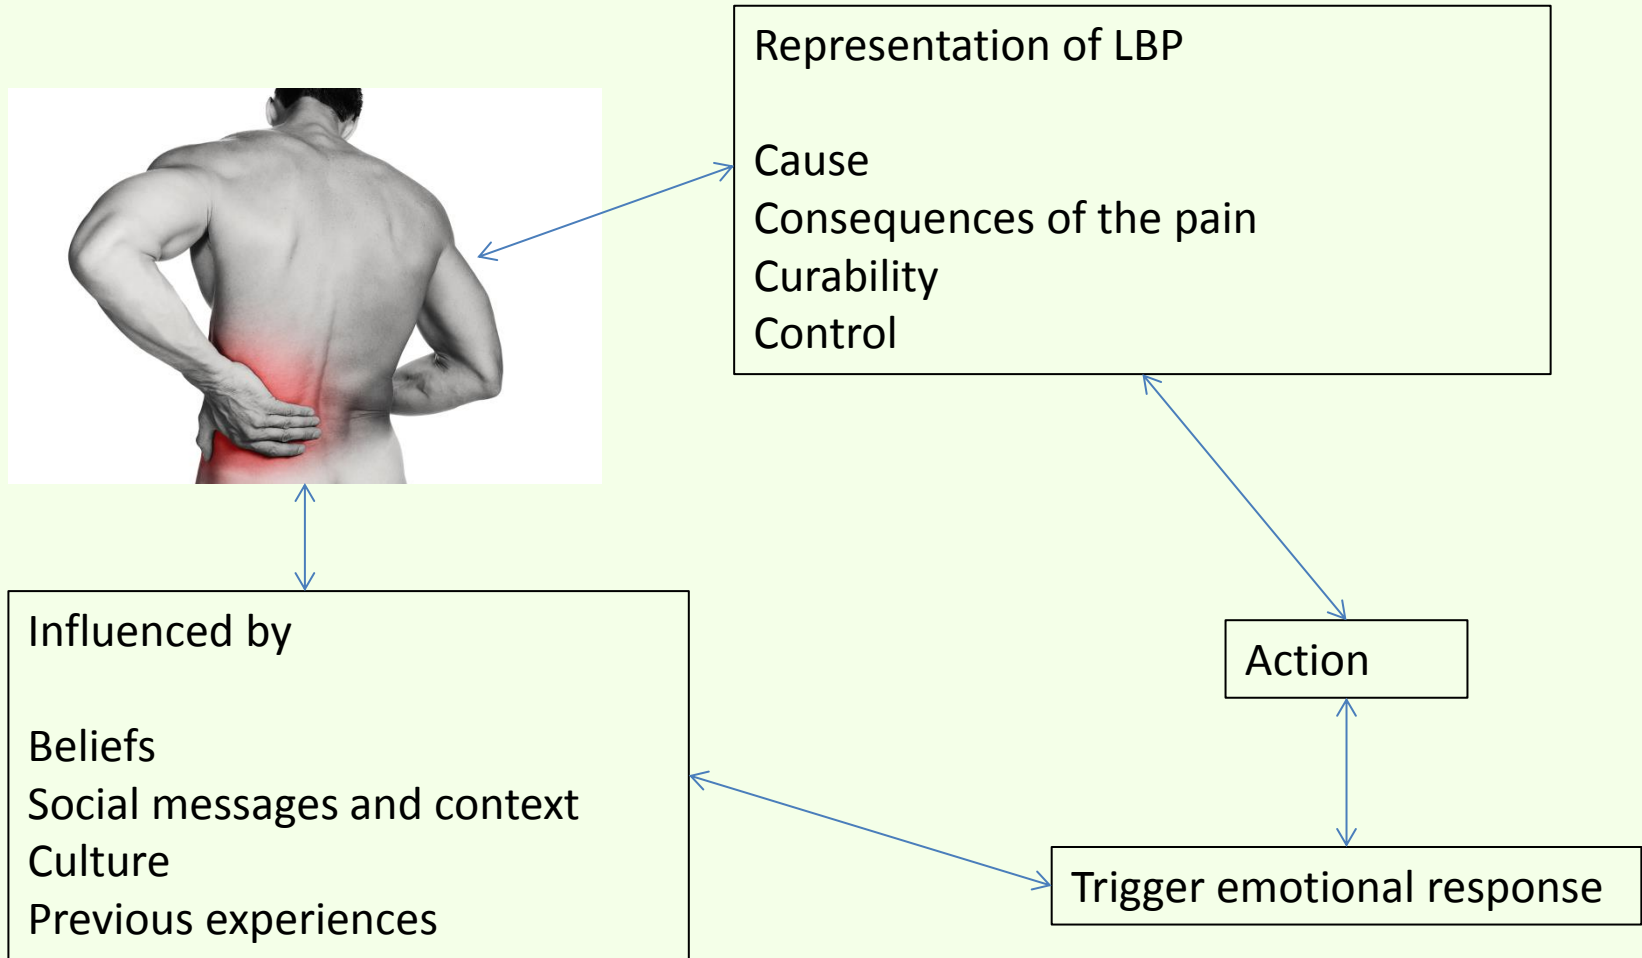 Representation of LBP
Cause
Consequences of the pain
Curability
Control
Influenced by
Beliefs
Social messages and context
Culture
Previous experiences
Action
Trigger emotional response